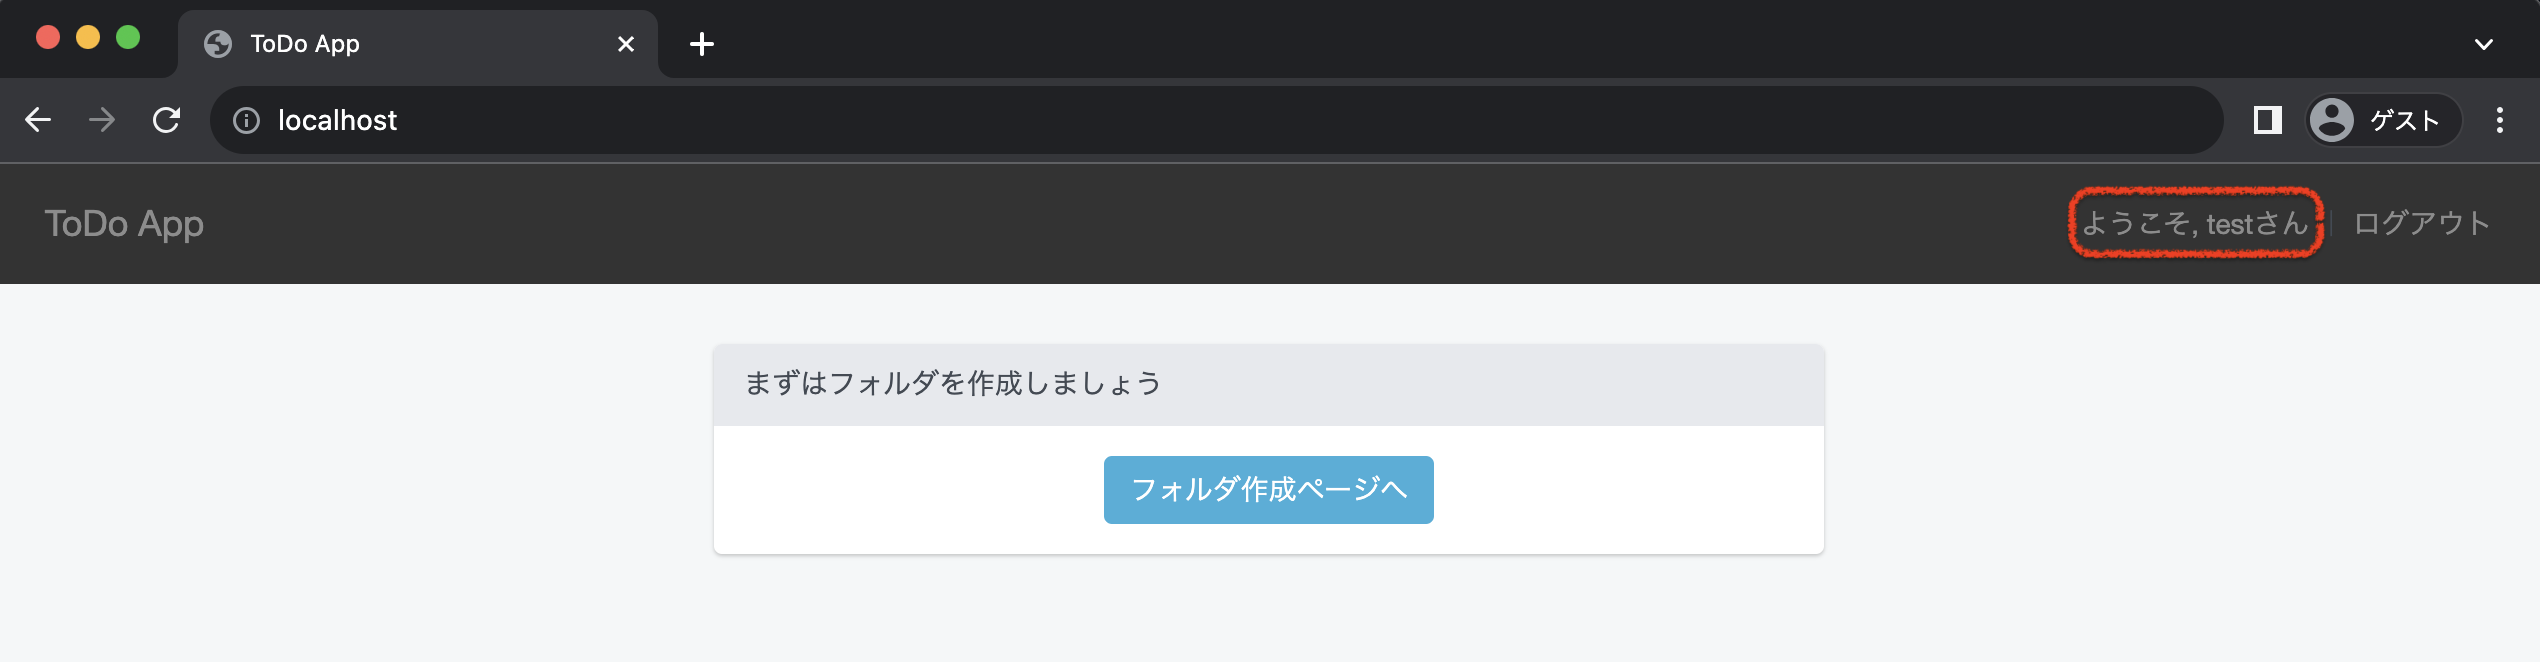 ToDo App
localhost
ゲスト
ToDo App
ようこそ, testさん | ログアウト
まずはフォルダを作成しましょう
フォルダ作成ページへ